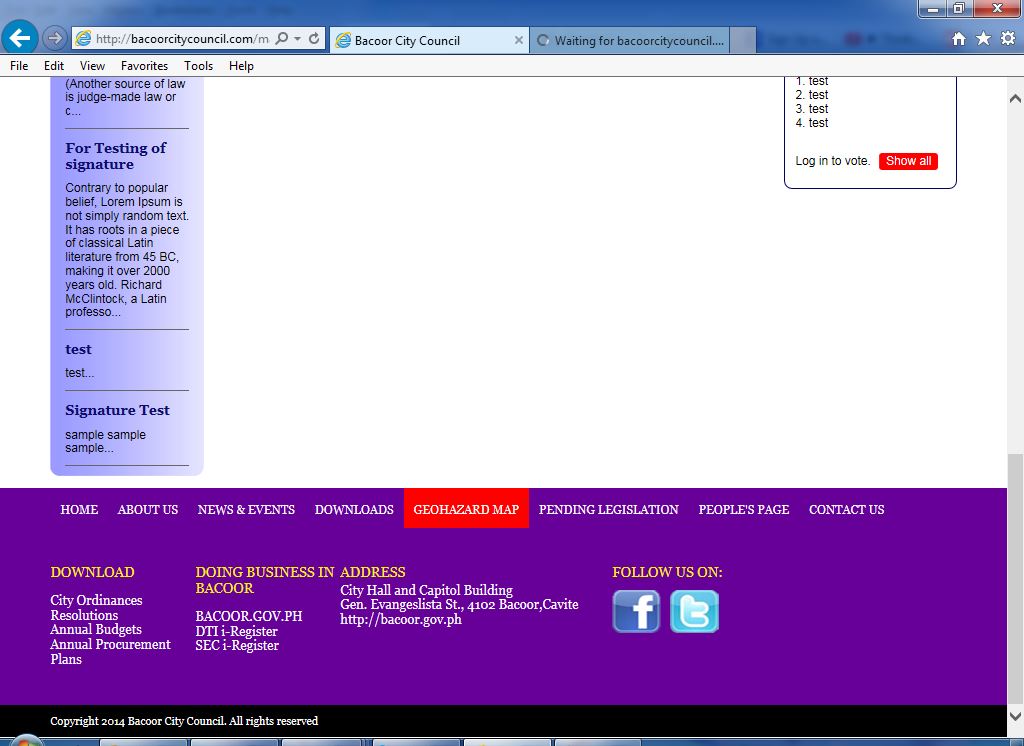 http://bacoorcitycouncil.com/m
Bacoor City Council
Waiting for bacoorcitycouncil....
File Edit View Favorites Tools Help
(Another source of law
is judge-made law or
c...
For Testing of
signature
Contrary to popular
belief, Lorem Ipsum is
not simply random text.
It has roots in a piece
of classical Latin
literature from 45 BC,
making it over 2000
years old. Richard
McClintock, a Latin
professo...
test
test...
Signature Test
sample sample
sample...
1. test
2. test
3. test
4. test
Log in to vote. Show all
HOME ABOUT US NEWS & EVENTS DOWNLOADS GEOHAZARD MAP PENDING LEGISLATION PEOPLE'S PAGE CONTACT US
DOWNLOAD
City Ordinances
Resolutions
Annual Budgets
Annual Procurement
Plans
DOING BUSINESS IN
BACOOR
BACOOR.GOV.PH
DTI i-Register
SEC i-Register
ADDRESS
City Hall and Capitol Building
Gen. Evangeslista St., 4102 Bacoor,Cavite
http://bacoor.gov.ph
FOLLOW US ON:
Copyright 2014 Bacoor City Council. All rights reserved